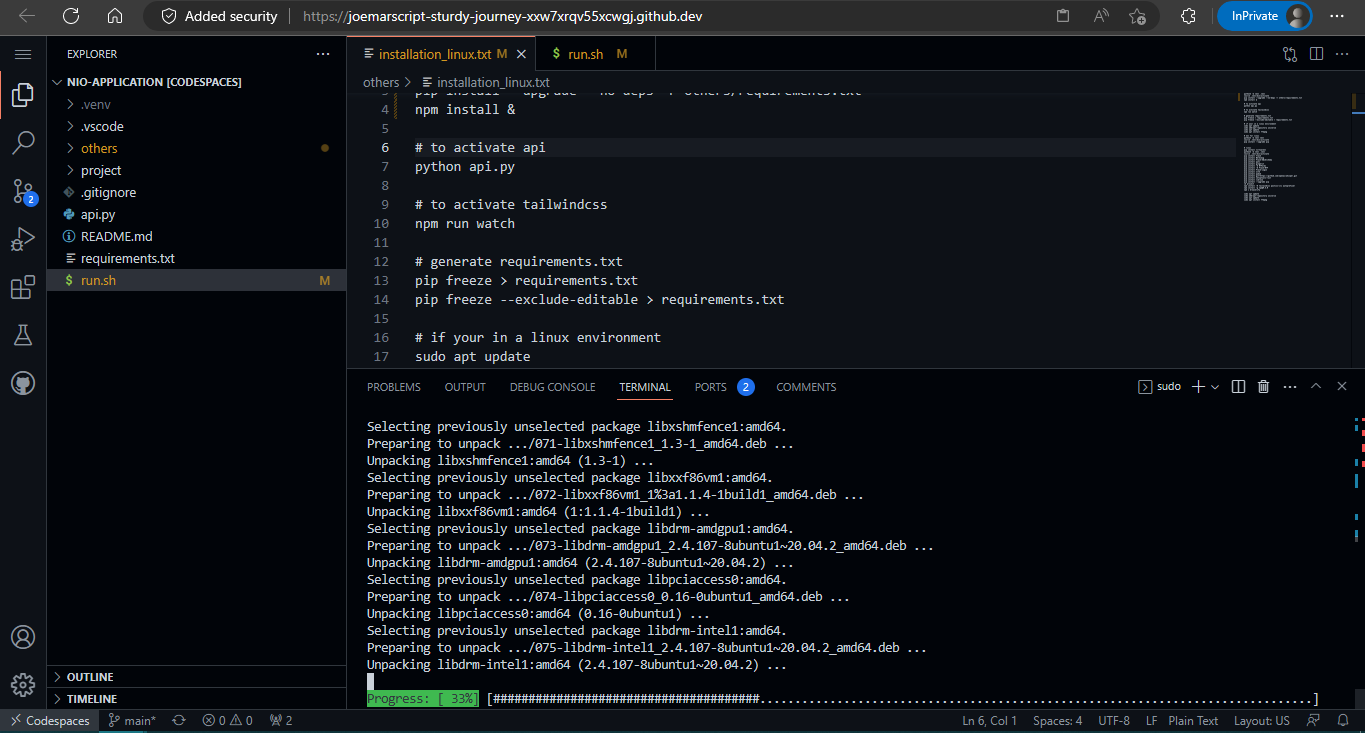 Added security
https://joemarscript-sturdy-journey-xxw7xrqv55xcwgj.github.dev
InPrivate
EXPLORER
NIO-APPLICATION [CODESPACES]
.venv
.vscode
others
project
.gitignore
api.py
README.md
requirements.txt
run.sh M
OUTLINE
TIMELINE
installation_linux.txt M
$ run.sh M
others > installation_linux.txt
3 pip install --upgrade --no-deps -r others/requirements.txt
4 npm install &
5
6 # to activate api
7 python api.py
8
9 # to activate tailwindcss
10 npm run watch
11
12 # generate requirements.txt
13 pip freeze > requirements.txt
14 pip freeze --exclude-editable > requirements.txt
15
16 # if your in a linux environment
17 sudo apt update
PROBLEMS OUTPUT DEBUG CONSOLE TERMINAL PORTS 2 COMMENTS
sudo
Selecting previously unselected package libxshmfence1:amd64.
Preparing to unpack .../071-libxshmfence1_1.3-1_amd64.deb ...
Unpacking libxshmfence1:amd64 (1.3-1) ...
Selecting previously unselected package libxxf86vm1:amd64.
Preparing to unpack .../072-libxxf86vm1_1%3a1.1.4-1build1_amd64.deb ...
Unpacking libxxf86vm1:amd64 (1:1.1.4-1build1) ...
Selecting previously unselected package libdrm-amdgpu1:amd64.
Preparing to unpack .../073-libdrm-amdgpu1_2.4.107-8ubuntu1~20.04.2_amd64.deb ...
Unpacking libdrm-amdgpu1:amd64 (2.4.107-8ubuntu1~20.04.2) ...
Selecting previously unselected package libpciaccess0:amd64.
Preparing to unpack .../074-libpciaccess0_0.16-0ubuntu1_amd64.deb ...
Unpacking libpciaccess0:amd64 (0.16-0ubuntu1) ...
Selecting previously unselected package libdrm-intel1:amd64.
Preparing to unpack .../075-libdrm-intel1_2.4.107-8ubuntu1~20.04.2_amd64.deb ...
Unpacking libdrm-intel1:amd64 (2.4.107-8ubuntu1~20.04.2) ...
Progress: [ 33%] [######################################.......................................................................]
Codespaces main* 0 0 2 Ln 6, Col 1 Spaces: 4 UTF-8 LF Plain Text Layout: US